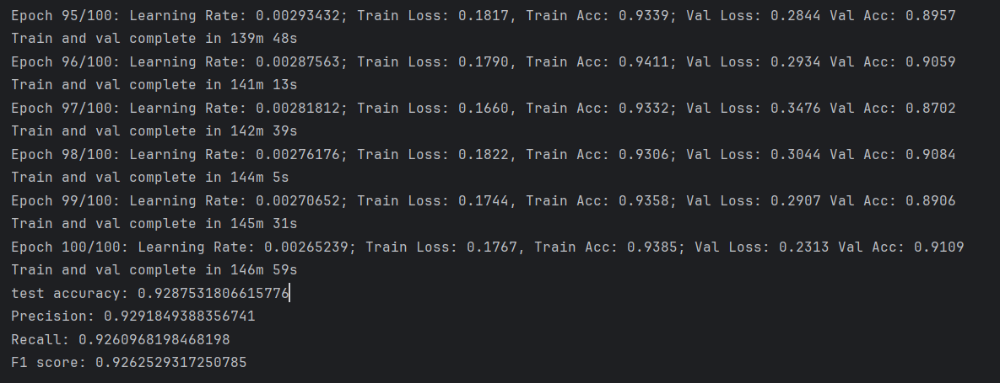 Epoch 95/100: Learning Rate: 0.00293432; Train Loss: 0.1817, Train Acc: 0.9339; Val Loss: 0.2844 Val Acc: 0.8957
Train and val complete in 139m 48s
Epoch 96/100: Learning Rate: 0.00287563; Train Loss: 0.1790, Train Acc: 0.9411; Val Loss: 0.2934 Val Acc: 0.9059
Train and val complete in 141m 13s
Epoch 97/100: Learning Rate: 0.00281812; Train Loss: 0.1660, Train Acc: 0.9332; Val Loss: 0.3476 Val Acc: 0.8702
Train and val complete in 142m 39s
Epoch 98/100: Learning Rate: 0.00276176; Train Loss: 0.1822, Train Acc: 0.9306; Val Loss: 0.3044 Val Acc: 0.9084
Train and val complete in 144m 5s
Epoch 99/100: Learning Rate: 0.00270652; Train Loss: 0.1744, Train Acc: 0.9358; Val Loss: 0.2907 Val Acc: 0.8906
Train and val complete in 145m 31s
Epoch 100/100: Learning Rate: 0.00265239; Train Loss: 0.1767, Train Acc: 0.9385; Val Loss: 0.2313 Val Acc: 0.9109
Train and val complete in 146m 59s
test accuracy: 0.9287531806615776
Precision: 0.9291849388356741
Recall: 0.9260968198468198
F1 score: 0.9262529317250785